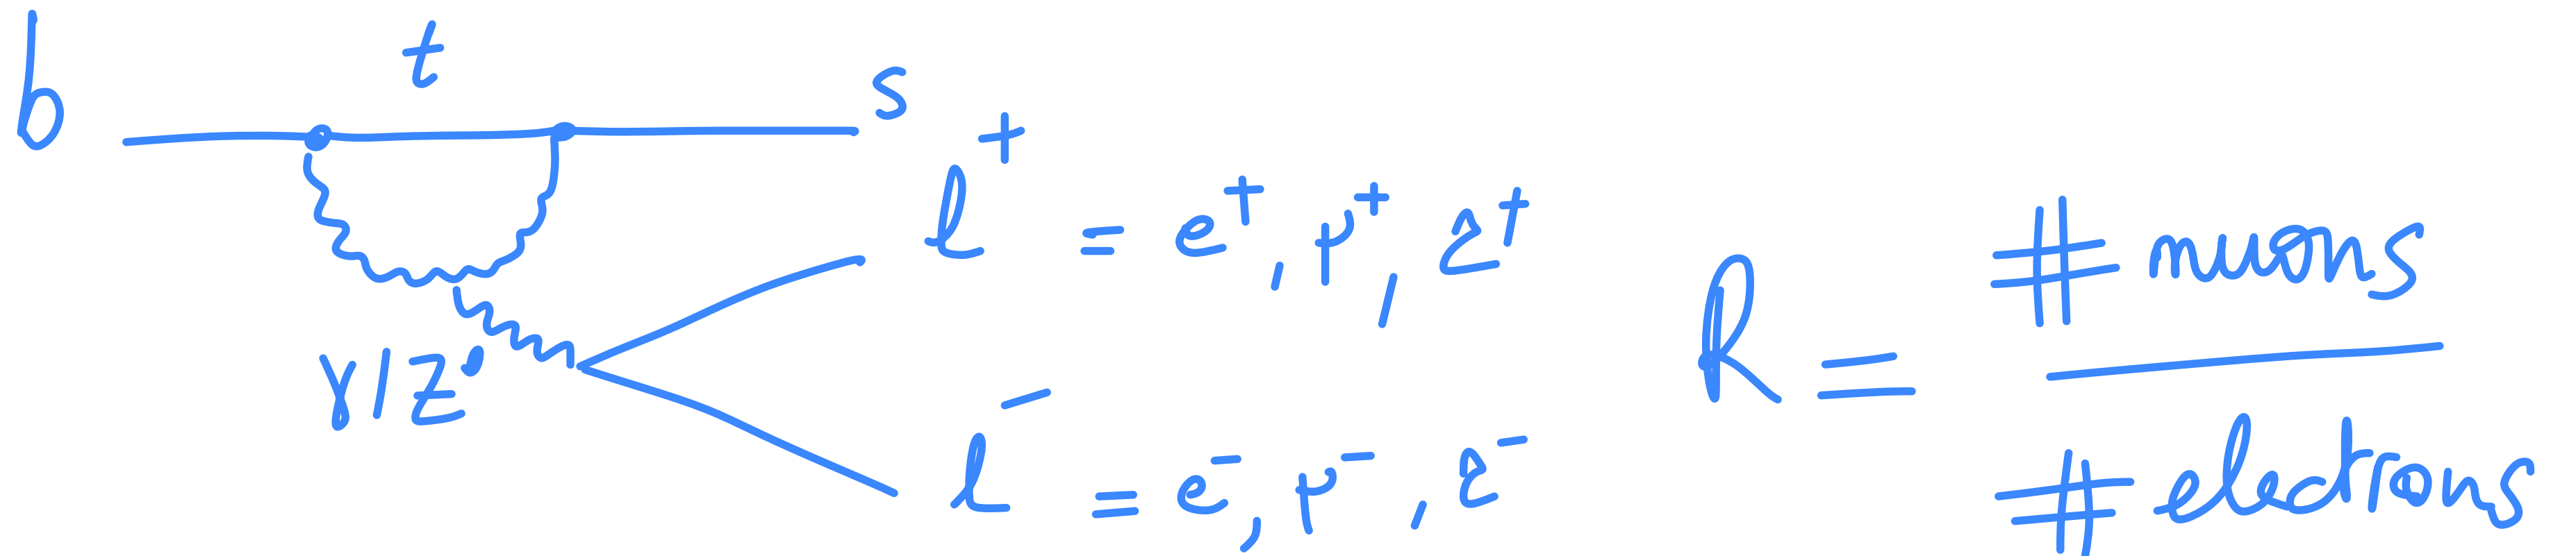 b
t
s
l⁺ = e⁺, μ⁺, τ⁺
γ/Z⁰
l⁻ = e⁻, μ⁻, τ⁻
R = # muons
# electrons